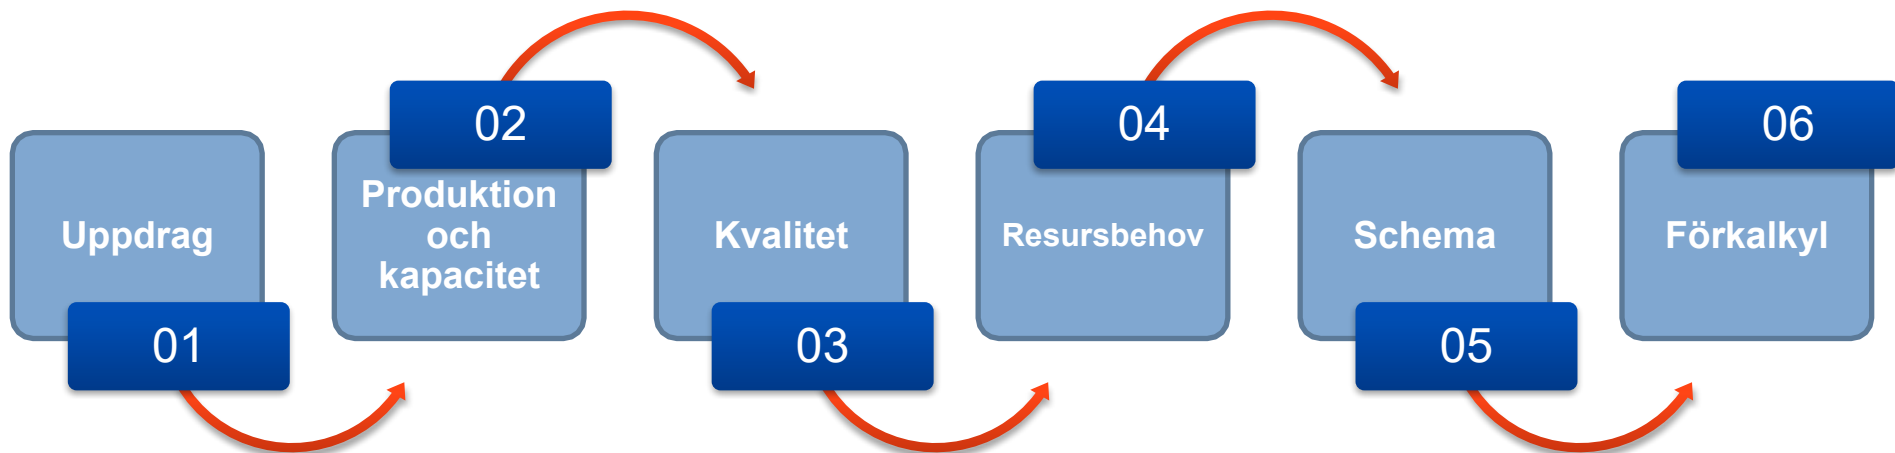 Uppdrag
01
02
Produktion
och
kapacitet
Kvalitet
03
04
Resursbehov
Schema
05
06
Förkalkyl